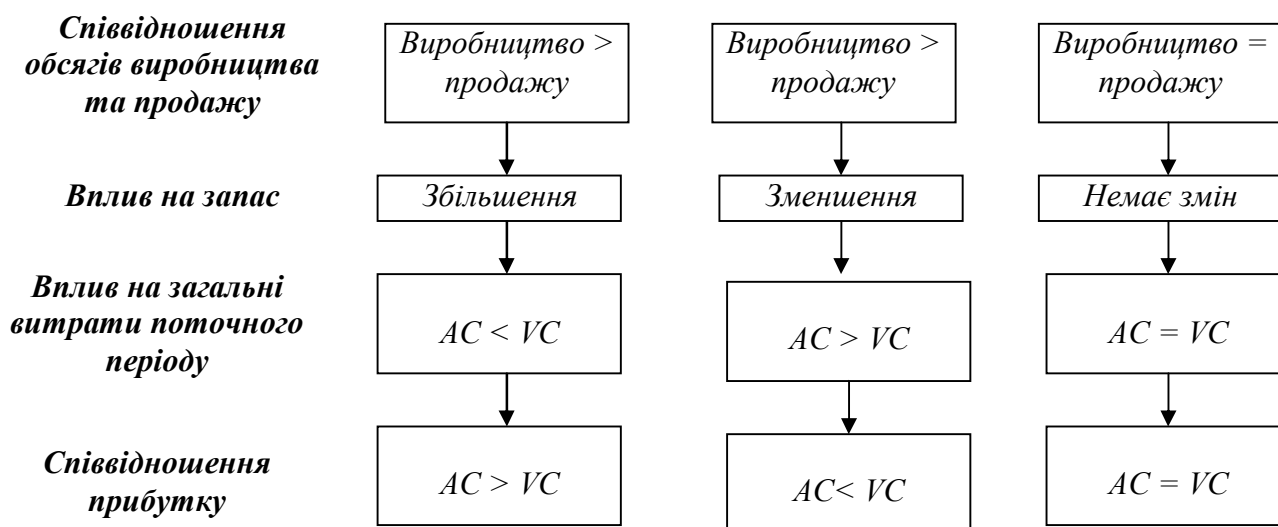 Співвідношення
обсягів виробництва
та продажу
Виробництво >
продажу
Виробництво >
продажу
Виробництво =
продажу
Вплив на запас
Збільшення
Зменшення
Немає змін
Вплив на загальні
витрати поточного
періоду
AC < VC
AC > VC
AC = VC
Співвідношення
прибутку
AC > VC
AC< VC
AC = VC